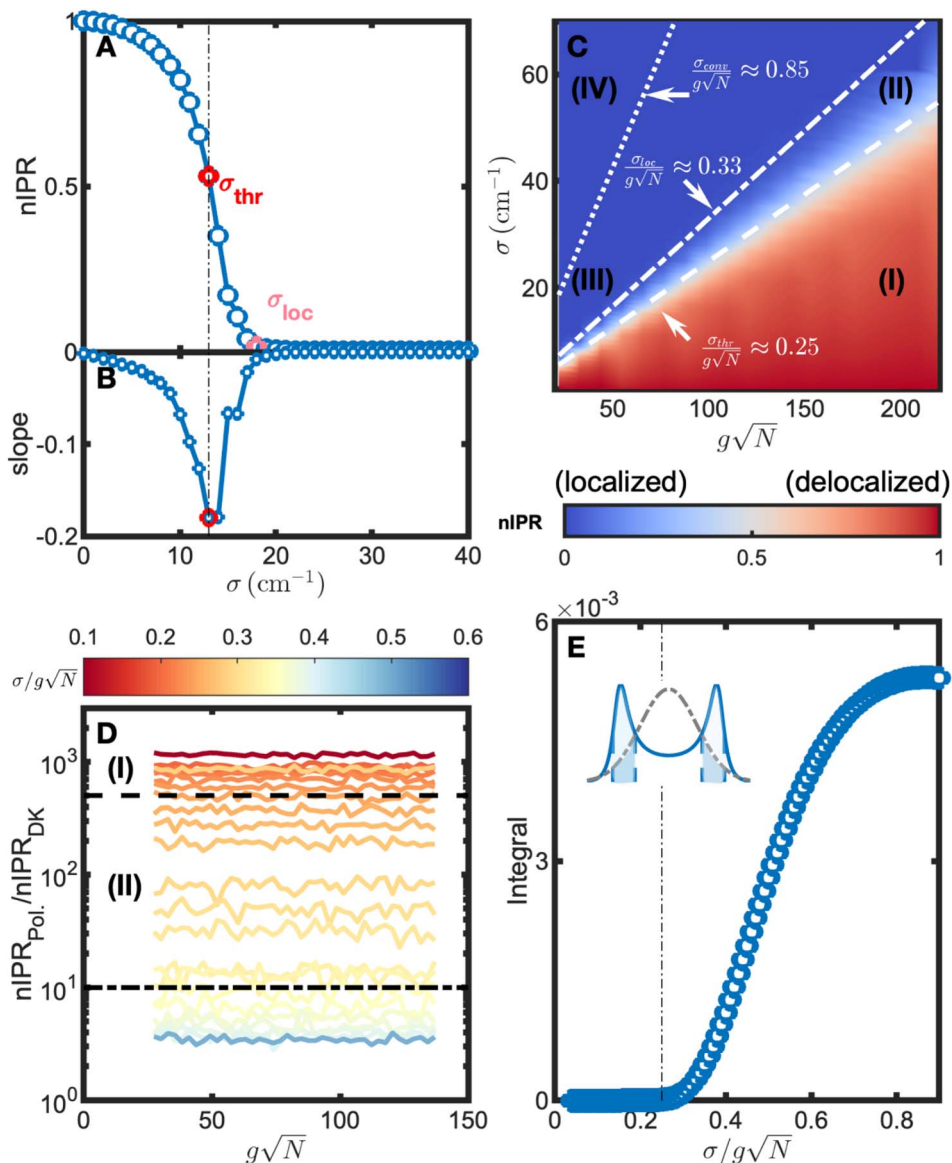 A
1
0.5
0
nIPR
σthr
σloc
B
-0.1
-0.2
slope
0 10 20 30 40
σ (cm⁻¹)
C
(IV)
(II)
(III)
(I)
σconv/g√N ≈ 0.85
σloc/g√N ≈ 0.33
σthr/g√N ≈ 0.25
60
40
20
σ (cm⁻¹)
50 100 150 200
g√N
(localized) (delocalized)
nIPR
0 0.5 1
0.1 0.2 0.3 0.4 0.5 0.6
σ/g√N
D
(I)
(II)
10³
10²
10¹
10⁰
nIPRPol./nIPRDK
0 50 100 150
g√N
×10⁻³
E
6
3
0
Integral
0.2 0.4 0.6 0.8
σ/g√N